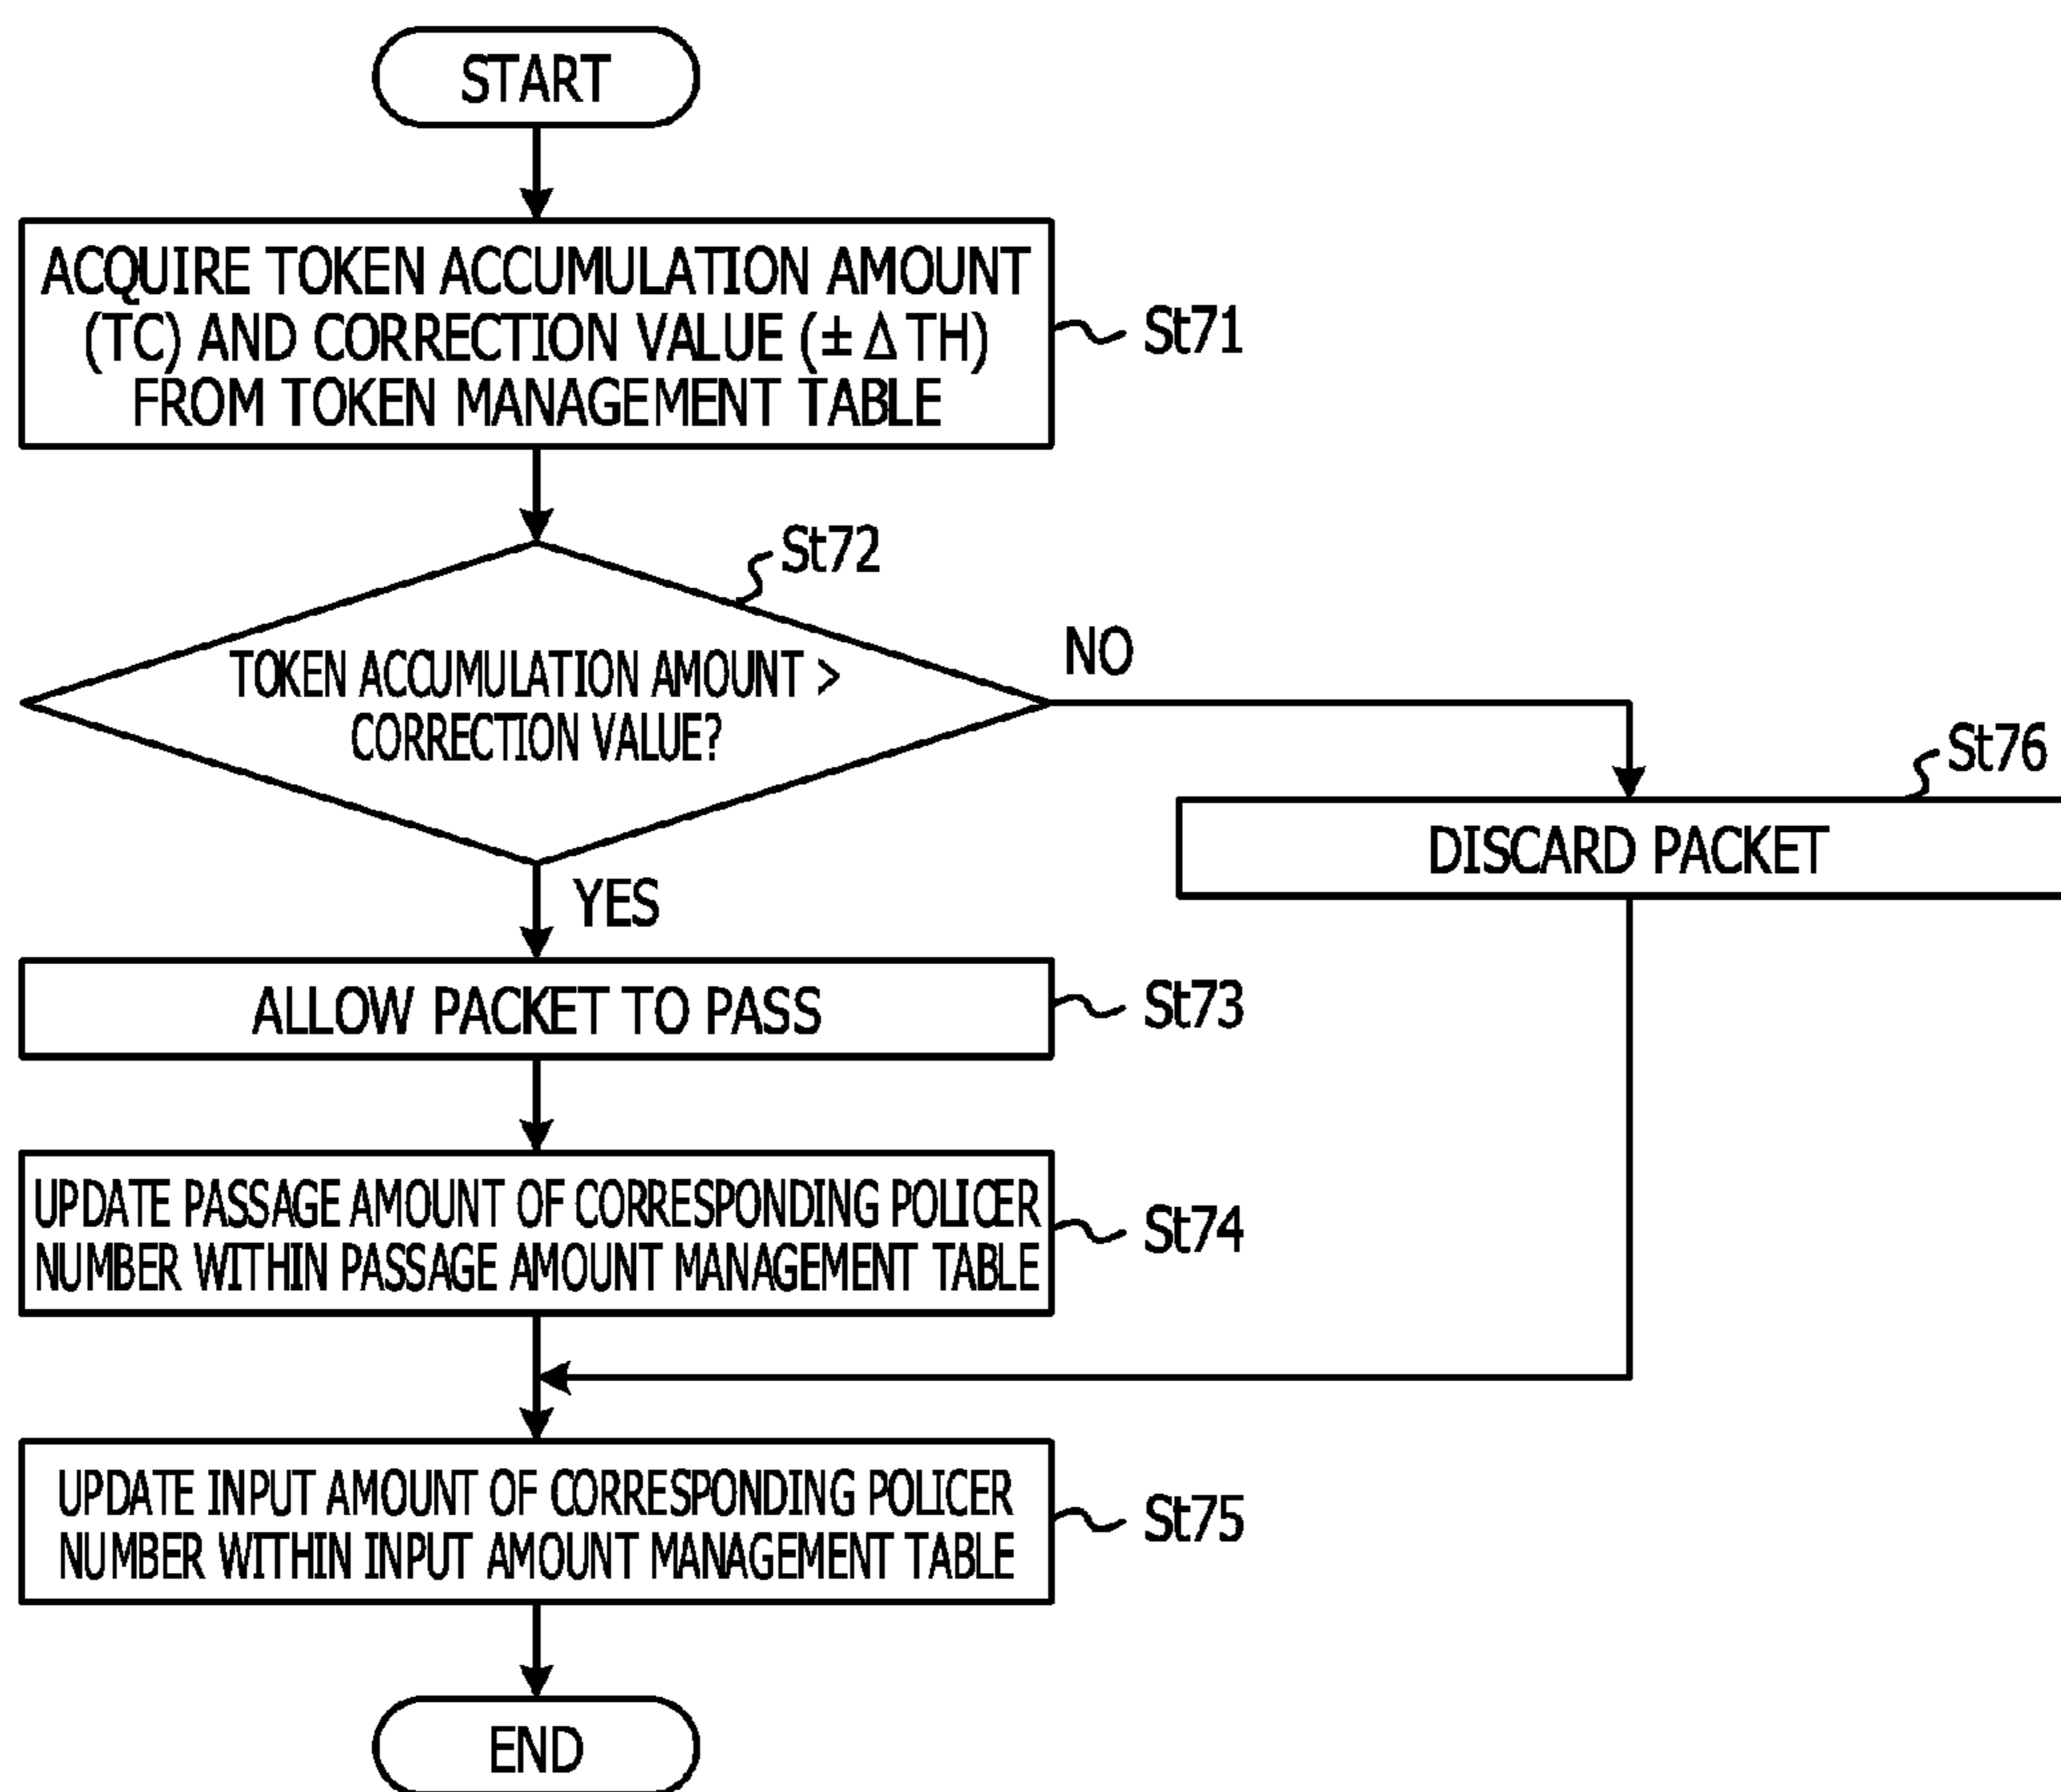 START
ACQUIRE TOKEN ACCUMULATION AMOUNT
(TC) AND CORRECTION VALUE (±ΔTH)
FROM TOKEN MANAGEMENT TABLE
St71
St72
TOKEN ACCUMULATION AMOUNT >
CORRECTION VALUE?
NO
St76
DISCARD PACKET
YES
ALLOW PACKET TO PASS
St73
UPDATE PASSAGE AMOUNT OF CORRESPONDING POLICER
NUMBER WITHIN PASSAGE AMOUNT MANAGEMENT TABLE
St74
UPDATE INPUT AMOUNT OF CORRESPONDING POLICER
NUMBER WITHIN INPUT AMOUNT MANAGEMENT TABLE
St75
END